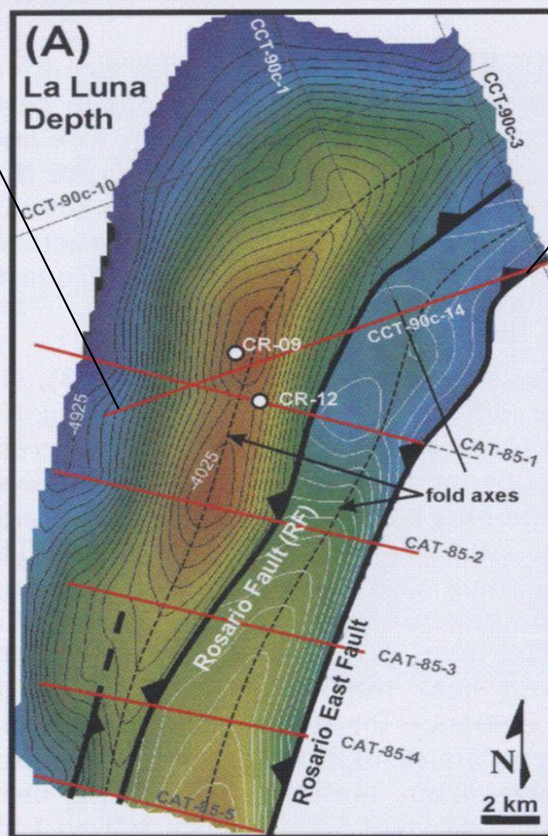 (A)
La Luna
Depth
CCT-90c-1
CCT-90c-3
CCT-90c-10
CCT-90c-14
CR-09
CR-12
-4925
-4025
CAT-85-1
fold axes
CAT-85-2
Rosario Fault (RF)
CAT-85-3
Rosario East Fault
CAT-85-4
CAT-85-5
N
2 km